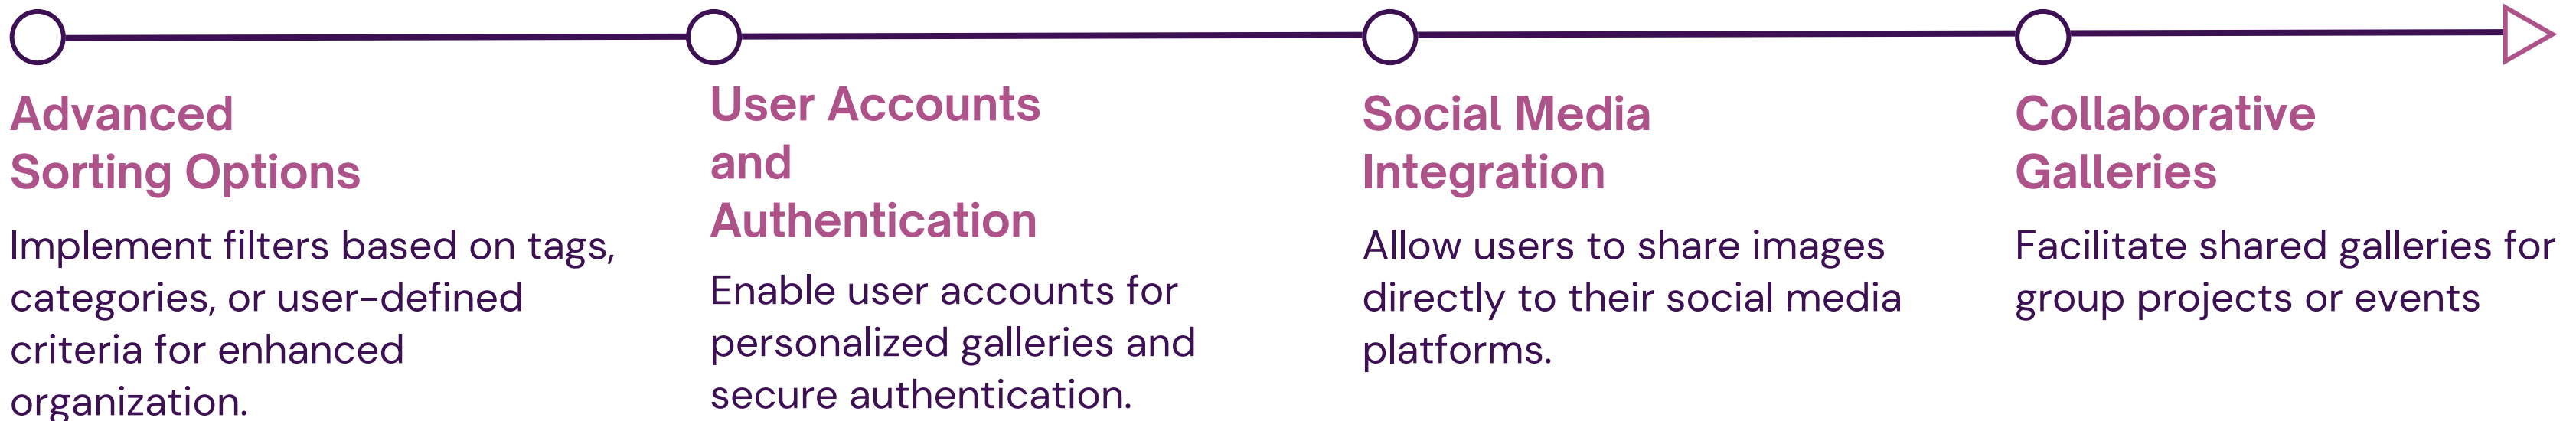 Advanced
Sorting Options
Implement filters based on tags,
categories, or user-defined
criteria for enhanced
organization.
User Accounts
and
Authentication
Enable user accounts for
personalized galleries and
secure authentication.
Social Media
Integration
Allow users to share images
directly to their social media
platforms.
Collaborative
Galleries
Facilitate shared galleries for
group projects or events